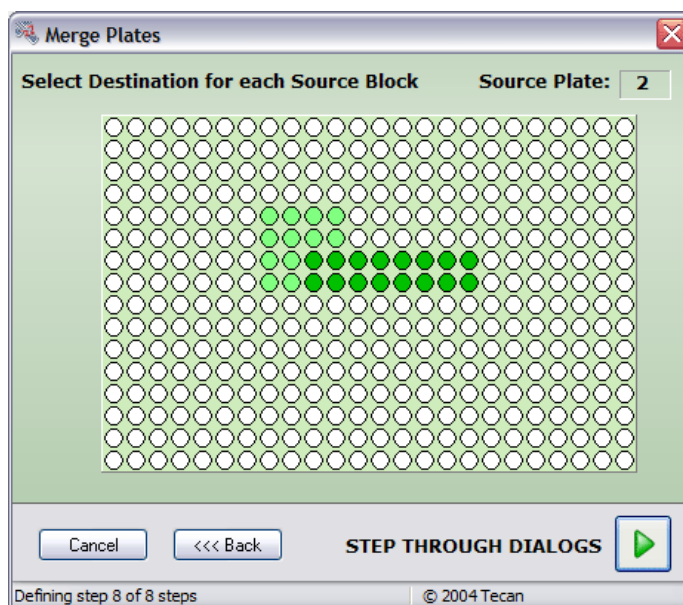 Merge Plates
Select Destination for each Source Block Source Plate: 2
Cancel <<< Back STEP THROUGH DIALOGS
Defining step 8 of 8 steps © 2004 Tecan